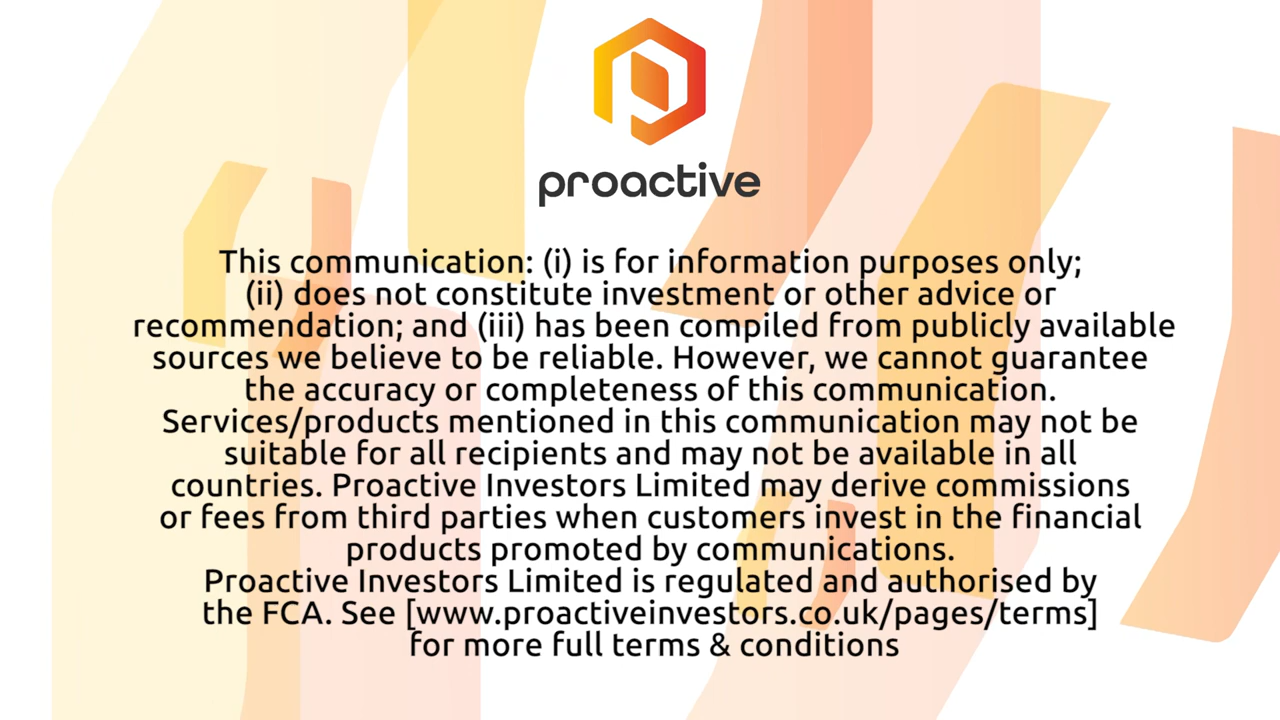 proactive
This communication: (i) is for information purposes only;
(ii) does not constitute investment or other advice or
recommendation; and (iii) has been compiled from publicly available
sources we believe to be reliable. However, we cannot guarantee
the accuracy or completeness of this communication.
Services/products mentioned in this communication may not be
suitable for all recipients and may not be available in all
countries. Proactive Investors Limited may derive commissions
or fees from third parties when customers invest in the financial
products promoted by communications.
Proactive Investors Limited is regulated and authorised by
the FCA. See [www.proactiveinvestors.co.uk/pages/terms]
for more full terms & conditions